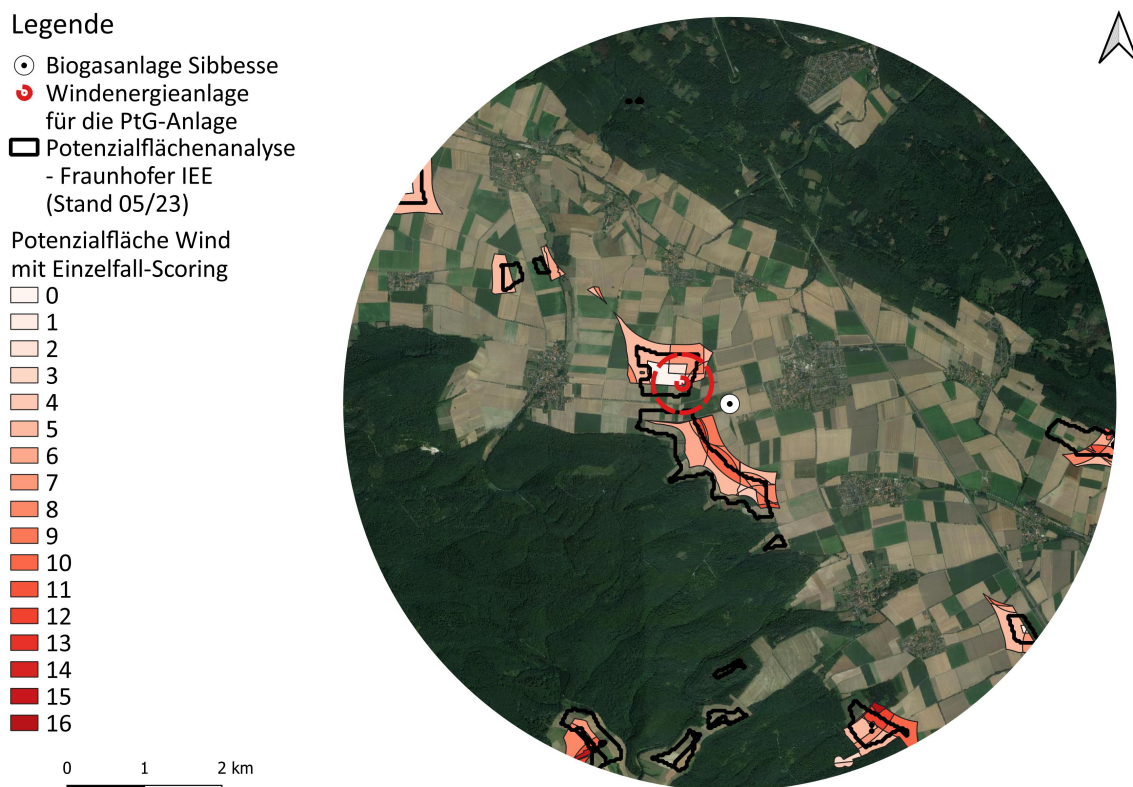 Legende
Biogasanlage Sibbesse
Windenergieanlage
für die PtG-Anlage
Potenzialflächenanalyse
- Fraunhofer IEE
(Stand 05/23)
Potenzialfläche Wind
mit Einzelfall-Scoring
0
1
2
3
4
5
6
7
8
9
10
11
12
13
14
15
16
0 1 2 km